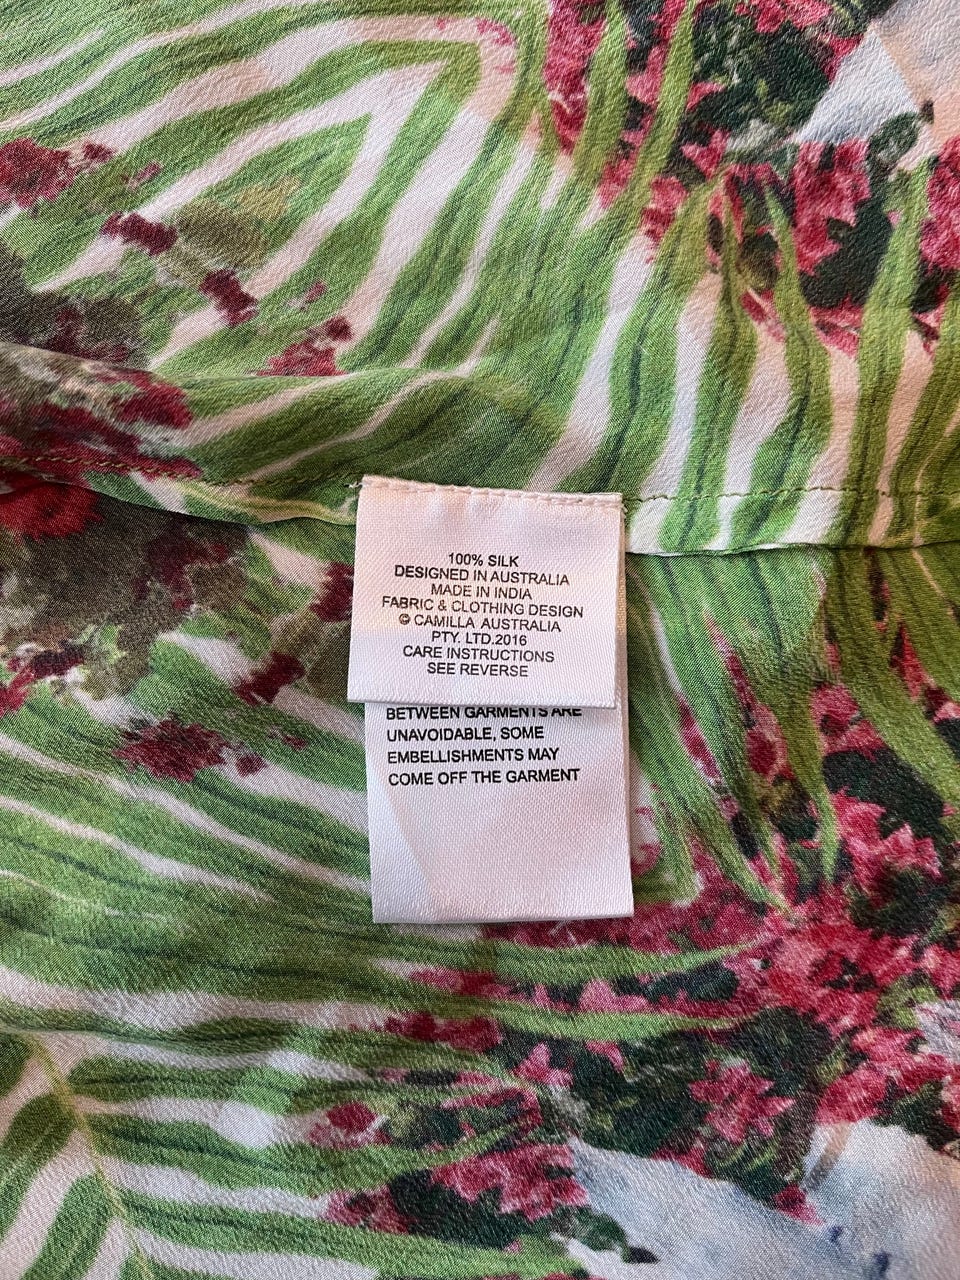 100% SILK
DESIGNED IN AUSTRALIA
MADE IN INDIA
FABRIC & CLOTHING DESIGN
© CAMILLA AUSTRALIA
PTY. LTD.2016
CARE INSTRUCTIONS
SEE REVERSE
BETWEEN GARMENTS ARE
UNAVOIDABLE, SOME
EMBELLISHMENTS MAY
COME OFF THE GARMENT